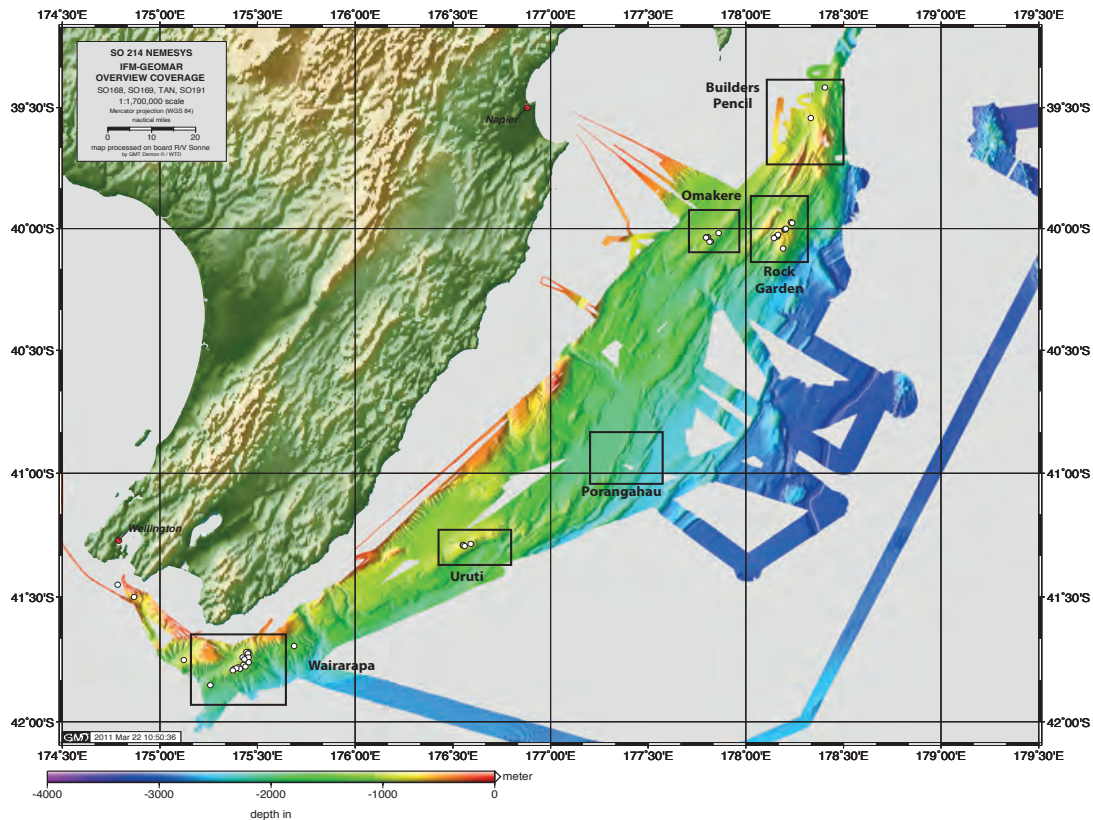 174°30'E 175°00'E 175°30'E 176°00'E 176°30'E 177°00'E 177°30'E 178°00'E 178°30'E 179°00'E 179°30'E
SO 214 NEMESYS
IFM-GEOMAR
OVERVIEW COVERAGE
SO168, SO169, TAN, SO191
1:1,700,000 scale
Mercator projection (WGS 84)
nautical miles
0 10 20
map processed on board R/V Sonne
by GMT Demon ® / WTD
Builders
Pencil
39°30'S 39°30'S
Napier
Omakere
40°00'S 40°00'S
Rock
Garden
40°30'S 40°30'S
41°00'S 41°00'S
Porangahau
Wellington
Uruti
41°30'S 41°30'S
Wairarapa
42°00'S 42°00'S
GMD 2011 Mar 22 10:50:36
174°30'E 175°00'E 175°30'E 176°00'E 176°30'E 177°00'E 177°30'E 178°00'E 178°30'E 179°00'E 179°30'E
meter
-4000 -3000 -2000 -1000 0
depth in